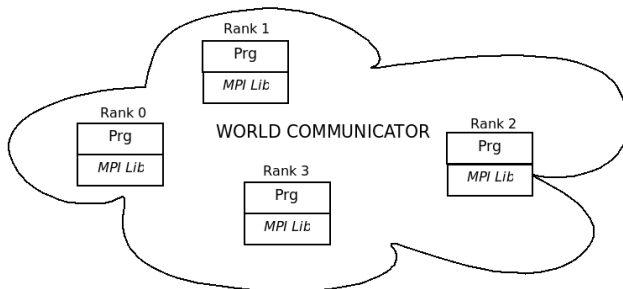 Rank 1
Prg
MPI Lib
Rank 0
Prg
MPI Lib
WORLD COMMUNICATOR
Rank 2
Prg
MPI Lib
Rank 3
Prg
MPI Lib